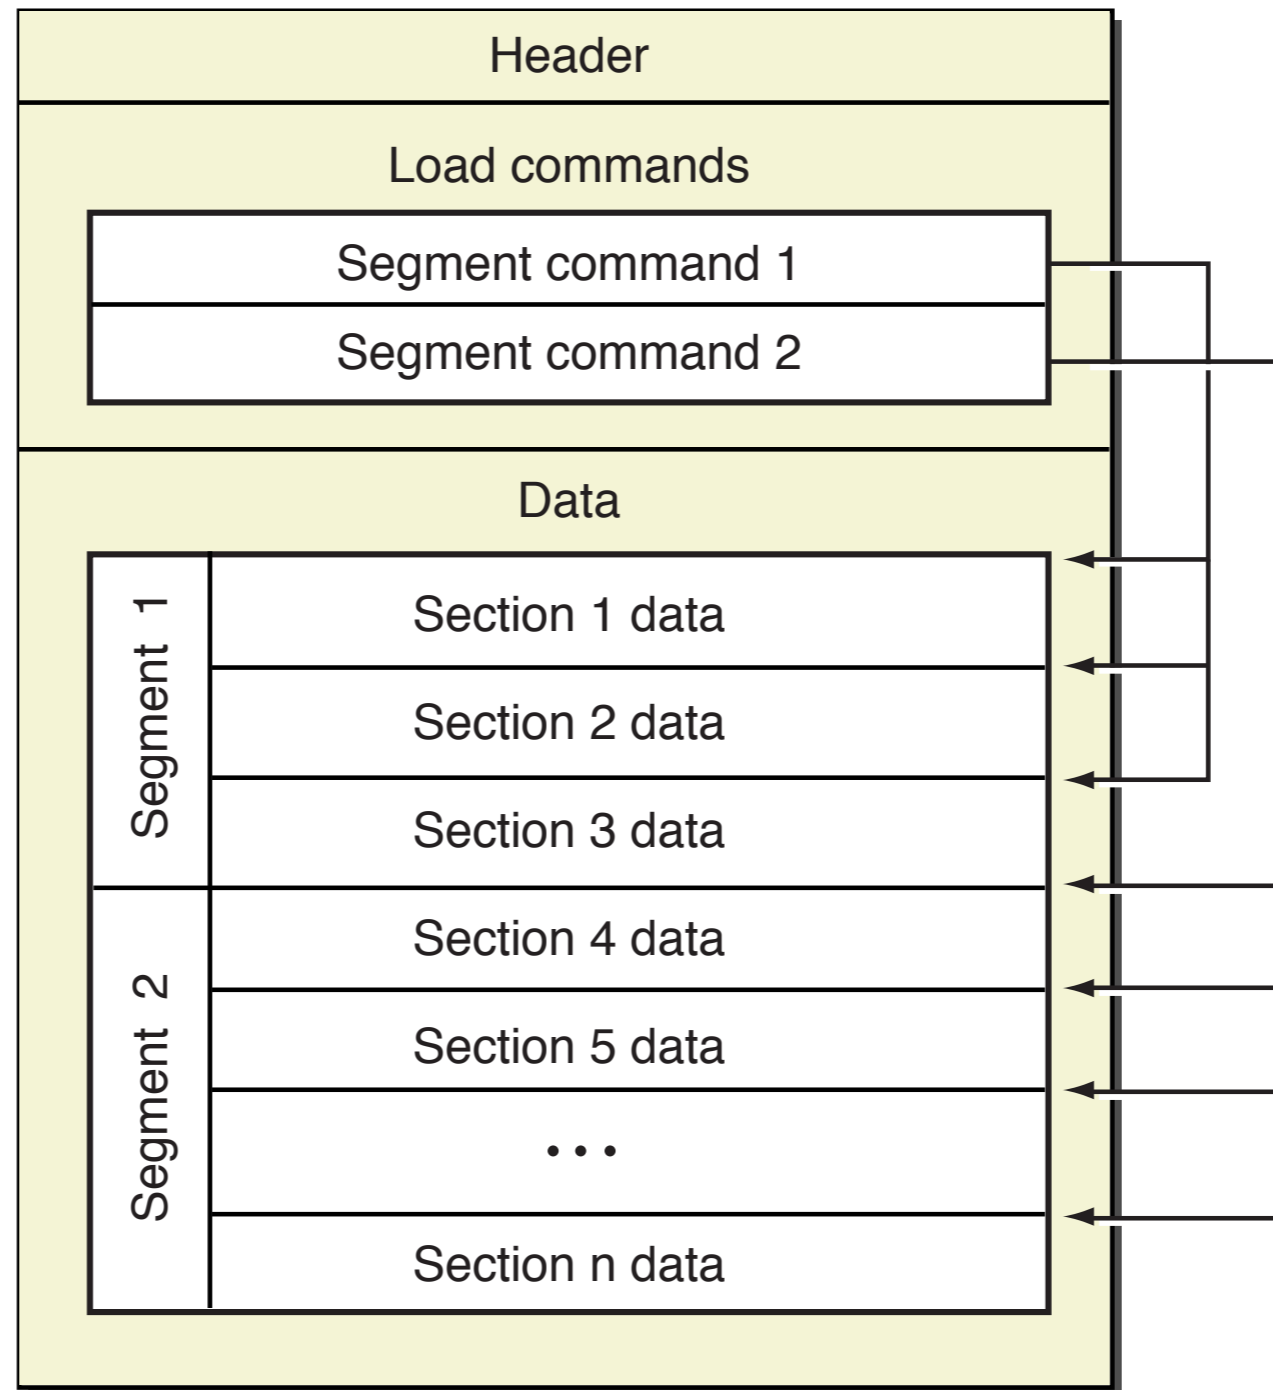 Header
Load commands
Segment command 1
Segment command 2
Data
Segment 1
Section 1 data
Section 2 data
Section 3 data
Segment 2
Section 4 data
Section 5 data
...
Section n data